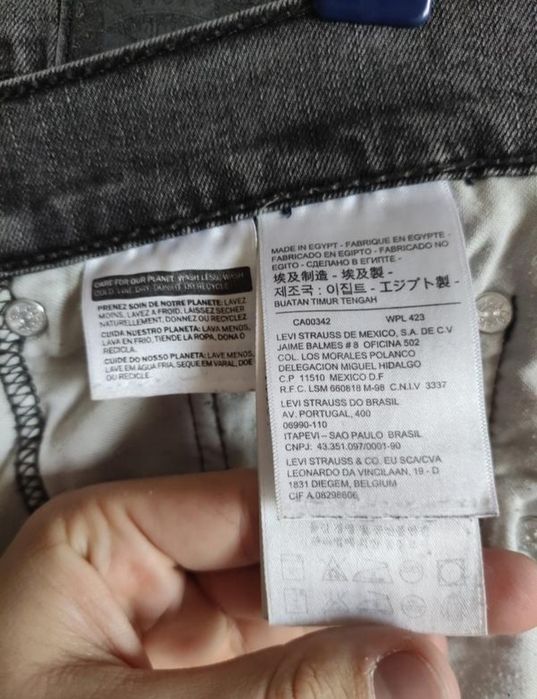 CARE FOR OUR PLANET: WASH LESS, WASH
COLD, LINE DRY, DONATE OR RECYCLE
PRENEZ SOIN DE NOTRE PLANETE: LAVEZ
MOINS, LAVEZ A FROID, LAISSEZ SECHER
NATURELLEMENT, DONNEZ OU RECYCLEZ
CUIDA NUESTRO PLANETA: LAVA MENOS,
LAVA EN FRIO, TIENDE LA ROPA, DONA O
RECICLA.
CUIDE DO NOSSO PLANETA: LAVE MENOS,
LAVE EM AGUA FRIA, SEQUE EM VARAL, DOE
OU RECICLE.
MADE IN EGYPT - FABRIQUE EN EGYPTE -
FABRICADO EN EGIPTO - FABRICADO NO
EGITO - СДЕЛАНО В ЕГИПТЕ -
埃及制造 - 埃及製 -
제조국 : 이집트 - エジプト製 -
BUATAN TIMUR TENGAH
CA00342 WPL 423
LEVI STRAUSS DE MEXICO, S.A. DE C.V
JAIME BALMES # 8 OFICINA 502
COL. LOS MORALES POLANCO
DELEGACION MIGUEL HIDALGO
C.P 11510 MEXICO D.F
R.F.C. LSM 660818 M-98 C.N.I.V 3337
LEVI STRAUSS DO BRASIL
AV. PORTUGAL, 400
06990-110
ITAPEVI – SAO PAULO BRASIL
CNPJ: 43.351.097/0001-90
LEVI STRAUSS & CO. EU SCA/CVA
LEONARDO DA VINCILAAN, 19 - D
1831 DIEGEM, BELGIUM
CIF A.08298606